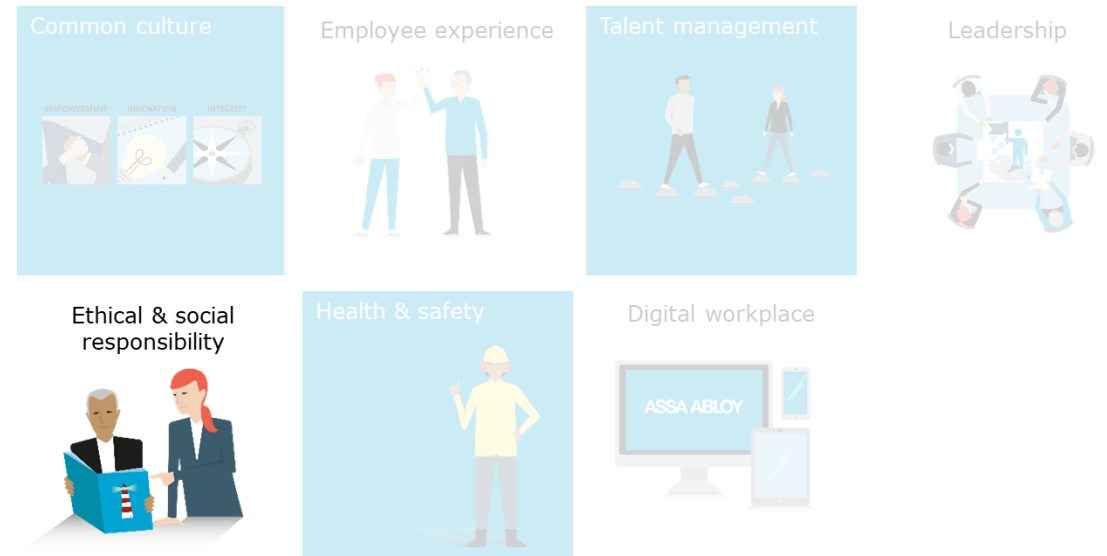 Common culture
EMPOWERMENT
INNOVATION
INTEGRITY
Employee experience
Talent management
Leadership
Ethical & social
responsibility
Health & safety
Digital workplace
ASSA ABLOY